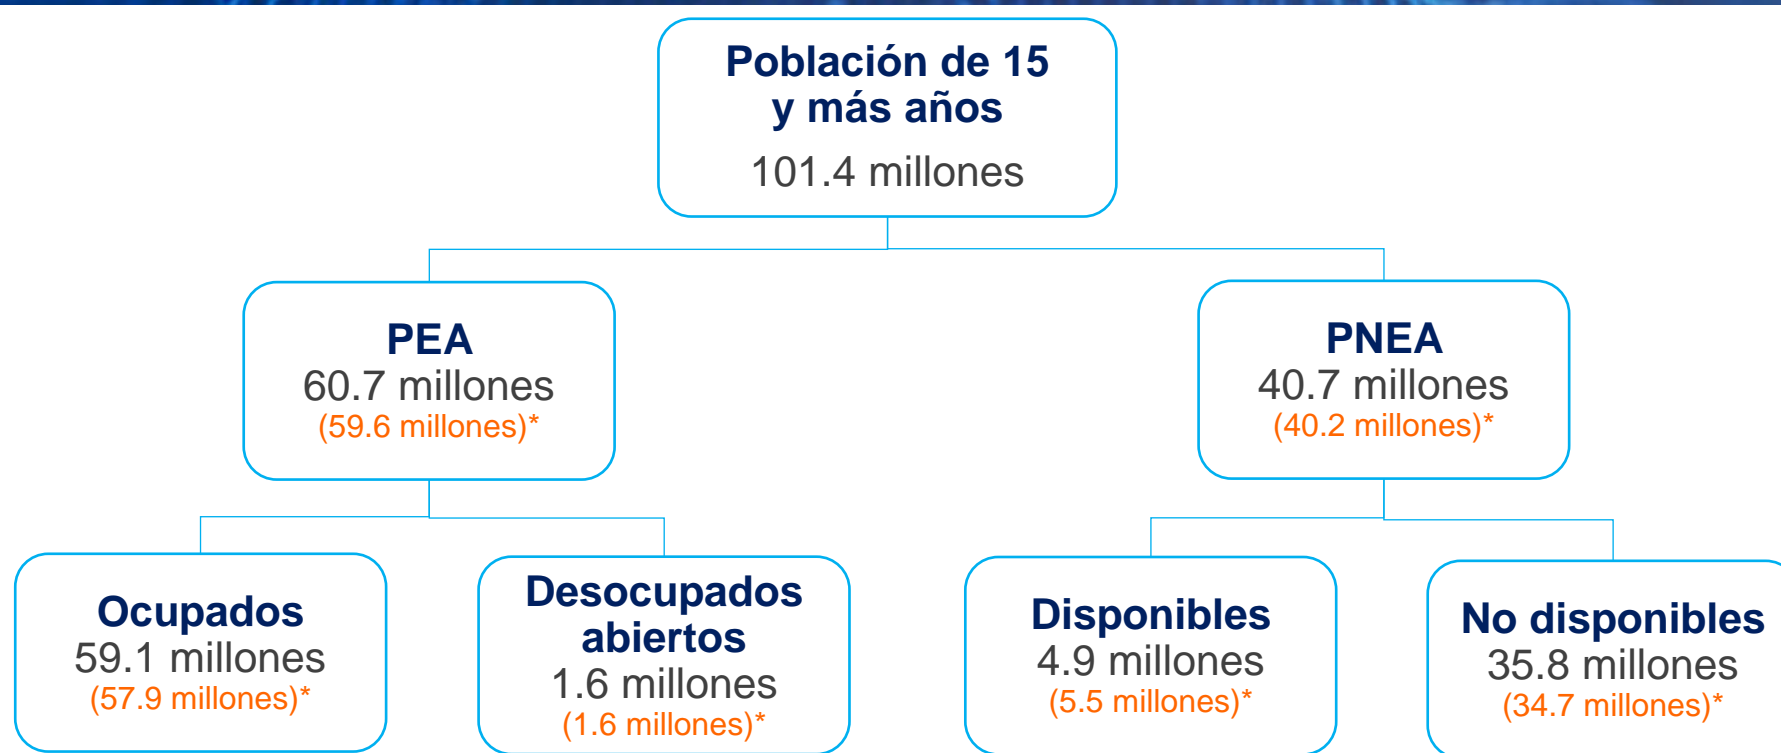 Población de 15
y más años
101.4 millones
PEA
60.7 millones
(59.6 millones)*
PNEA
40.7 millones
(40.2 millones)*
Ocupados
59.1 millones
(57.9 millones)*
Desocupados
abiertos
1.6 millones
(1.6 millones)*
Disponibles
4.9 millones
(5.5 millones)*
No disponibles
35.8 millones
(34.7 millones)*